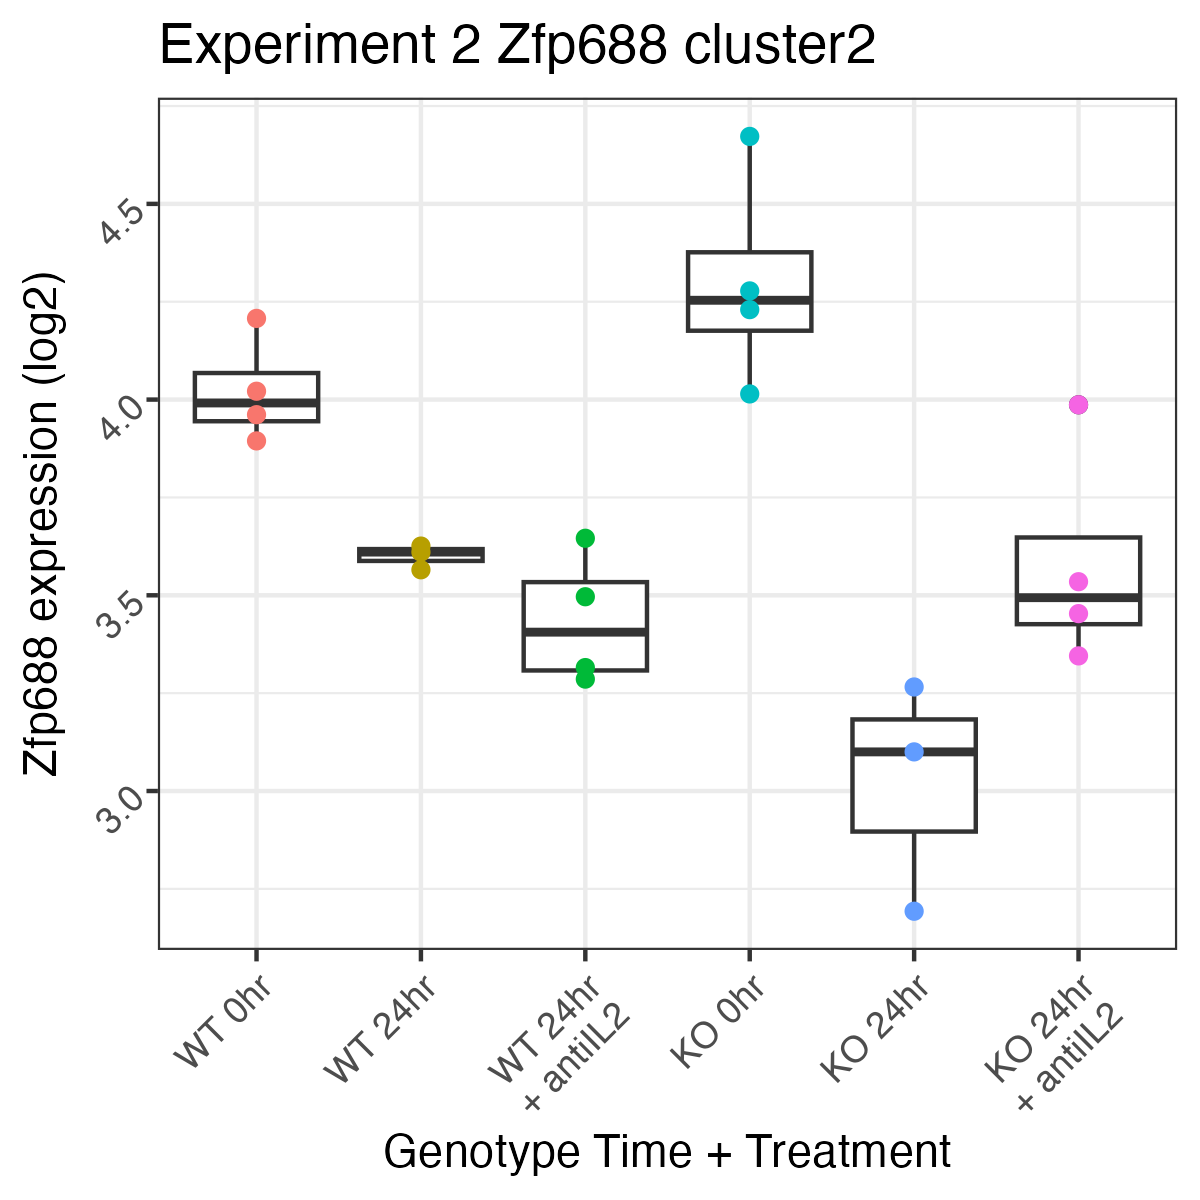 Experiment 2 Zfp688 cluster2
Zfp688 expression (log2)
4.5
4.0
3.5
3.0
WT 0hr
WT 24hr
WT 24hr
+ antiIL2
KO 0hr
KO 24hr
KO 24hr
+ antiIL2
Genotype Time + Treatment